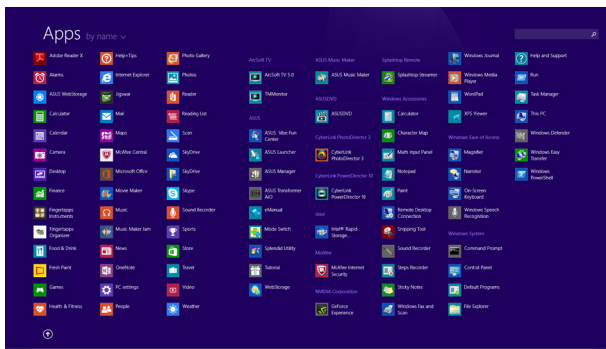 Apps by name
Adobe Reader X
Alarms
ASUS WebStorage
Calculator
Calendar
Camera
Desktop
Finance
Fingertapps
Instruments
Fingertapps
Organizer
Food & Drink
Fresh Paint
Games
Health & Fitness
Help+Tips
Internet Explorer
Jigswar
Mail
Maps
McAfee Central
Microsoft Office
Movie Maker
Music
Music Maker Jam
News
OneNote
PC settings
People
Photo Gallery
Photos
Reader
Reading List
Scan
SkyDrive
SkyDrive
Skype
Sound Recorder
Sports
Store
Travel
Video
Weather
ArcSoft TV
ArcSoft TV 5.0
TMMonitor
ASUS
ASUS Vibe Fun
Center
ASUS Launcher
ASUS Manager
ASUS Transformer
AiO
eManual
Mode Switch
Splendid Utility
Tutorial
WebStorage
ASUS Music Maker
ASUS Music Maker
ASUSDVD
ASUSDVD
CyberLink PhotoDirector 3
CyberLink
PhotoDirector 3
CyberLink PowerDirector 10
CyberLink
PowerDirector 10
Intel
Intel® Rapid
Storage...
McAfee
McAfee Internet
Security
NVIDIA Corporation
GeForce
Experience
Splashtop Remote
Splashtop Streamer
Windows Accessories
Calculator
Character Map
Math Input Panel
Notepad
Paint
Remote Desktop
Connection
Snipping Tool
Sound Recorder
Steps Recorder
Sticky Notes
Windows Fax and
Scan
Windows Journal
Windows Media
Player
WordPad
XPS Viewer
Windows Ease of Access
Magnifier
Narrator
On-Screen
Keyboard
Windows Speech
Recognition
Windows System
Command Prompt
Control Panel
Default Programs
File Explorer
Help and Support
Run
Task Manager
This PC
Windows Defender
Windows Easy
Transfer
Windows
PowerShell